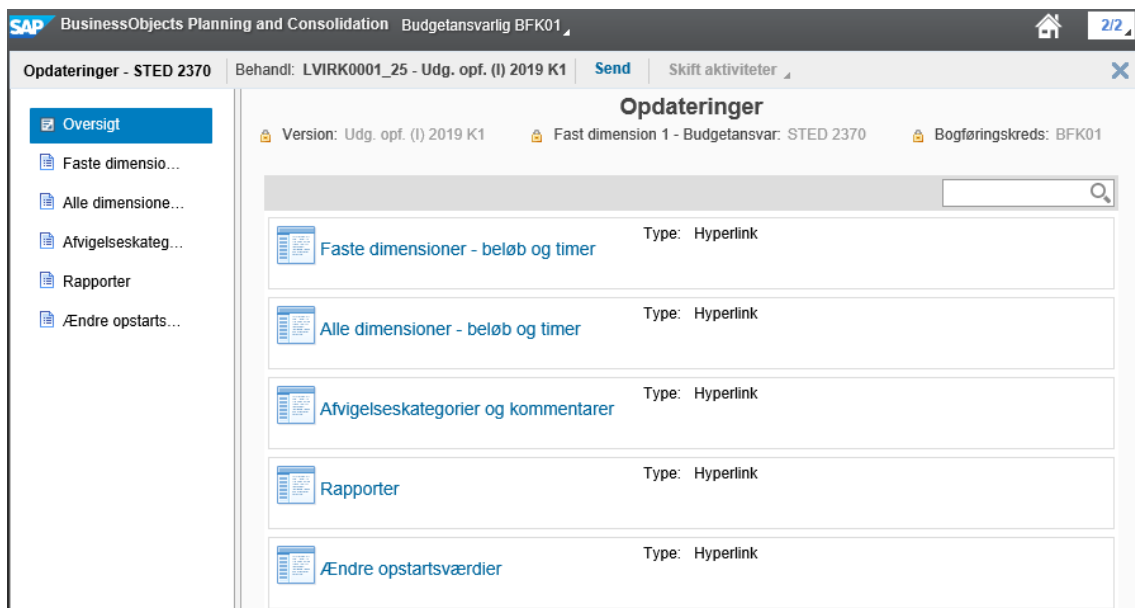 SAP BusinessObjects Planning and Consolidation Budgetansvarlig BFK01 2/2
Opdateringer - STED 2370 Behandl: LVIRK0001_25 - Udg. opf. (I) 2019 K1 Send Skift aktiviteter
Oversigt
Faste dimensio...
Alle dimensione...
Afvigelseskateg...
Rapporter
Ændre opstarts...
Opdateringer
Version: Udg. opf. (I) 2019 K1 Fast dimension 1 - Budgetansvar: STED 2370 Bogføringskreds: BFK01
Faste dimensioner - beløb og timer Type: Hyperlink
Alle dimensioner - beløb og timer Type: Hyperlink
Afvigelseskategorier og kommentarer Type: Hyperlink
Rapporter Type: Hyperlink
Ændre opstartsværdier Type: Hyperlink